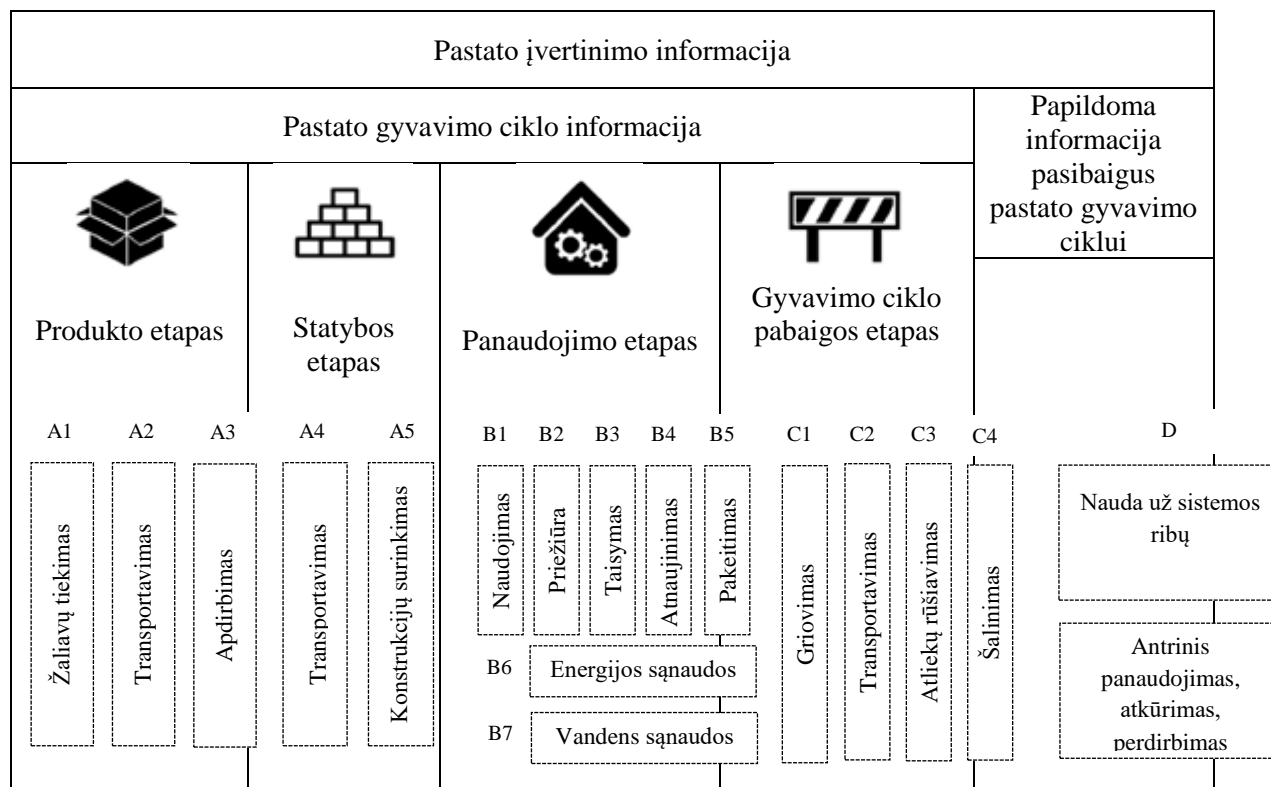 Pastato įvertinimo informacija
Pastato gyvavimo ciklo informacija
Papildoma
informacija
pasibaigus
pastato gyvavimo
ciklui
Produkto etapas
Statybos
etapas
Panaudojimo etapas
Gyvavimo ciklo
pabaigos etapas
A1
A2
A3
A4
A5
B1
B2
B3
B4
B5
C1
C2
C3
C4
D
Žaliavų tiekimas
Transportavimas
Apdirbimas
Transportavimas
Konstrukcijų surinkimas
Naudojimas
Priežiūra
Taisymas
Atnaujinimas
Pakeitimas
B6
Energijos sąnaudos
B7
Vandens sąnaudos
Griovimas
Transportavimas
Atliekų rūšiavimas
Šalinimas
Nauda už sistemos
ribų
Antrinis
panaudojimas,
atkūrimas,
perdirbimas